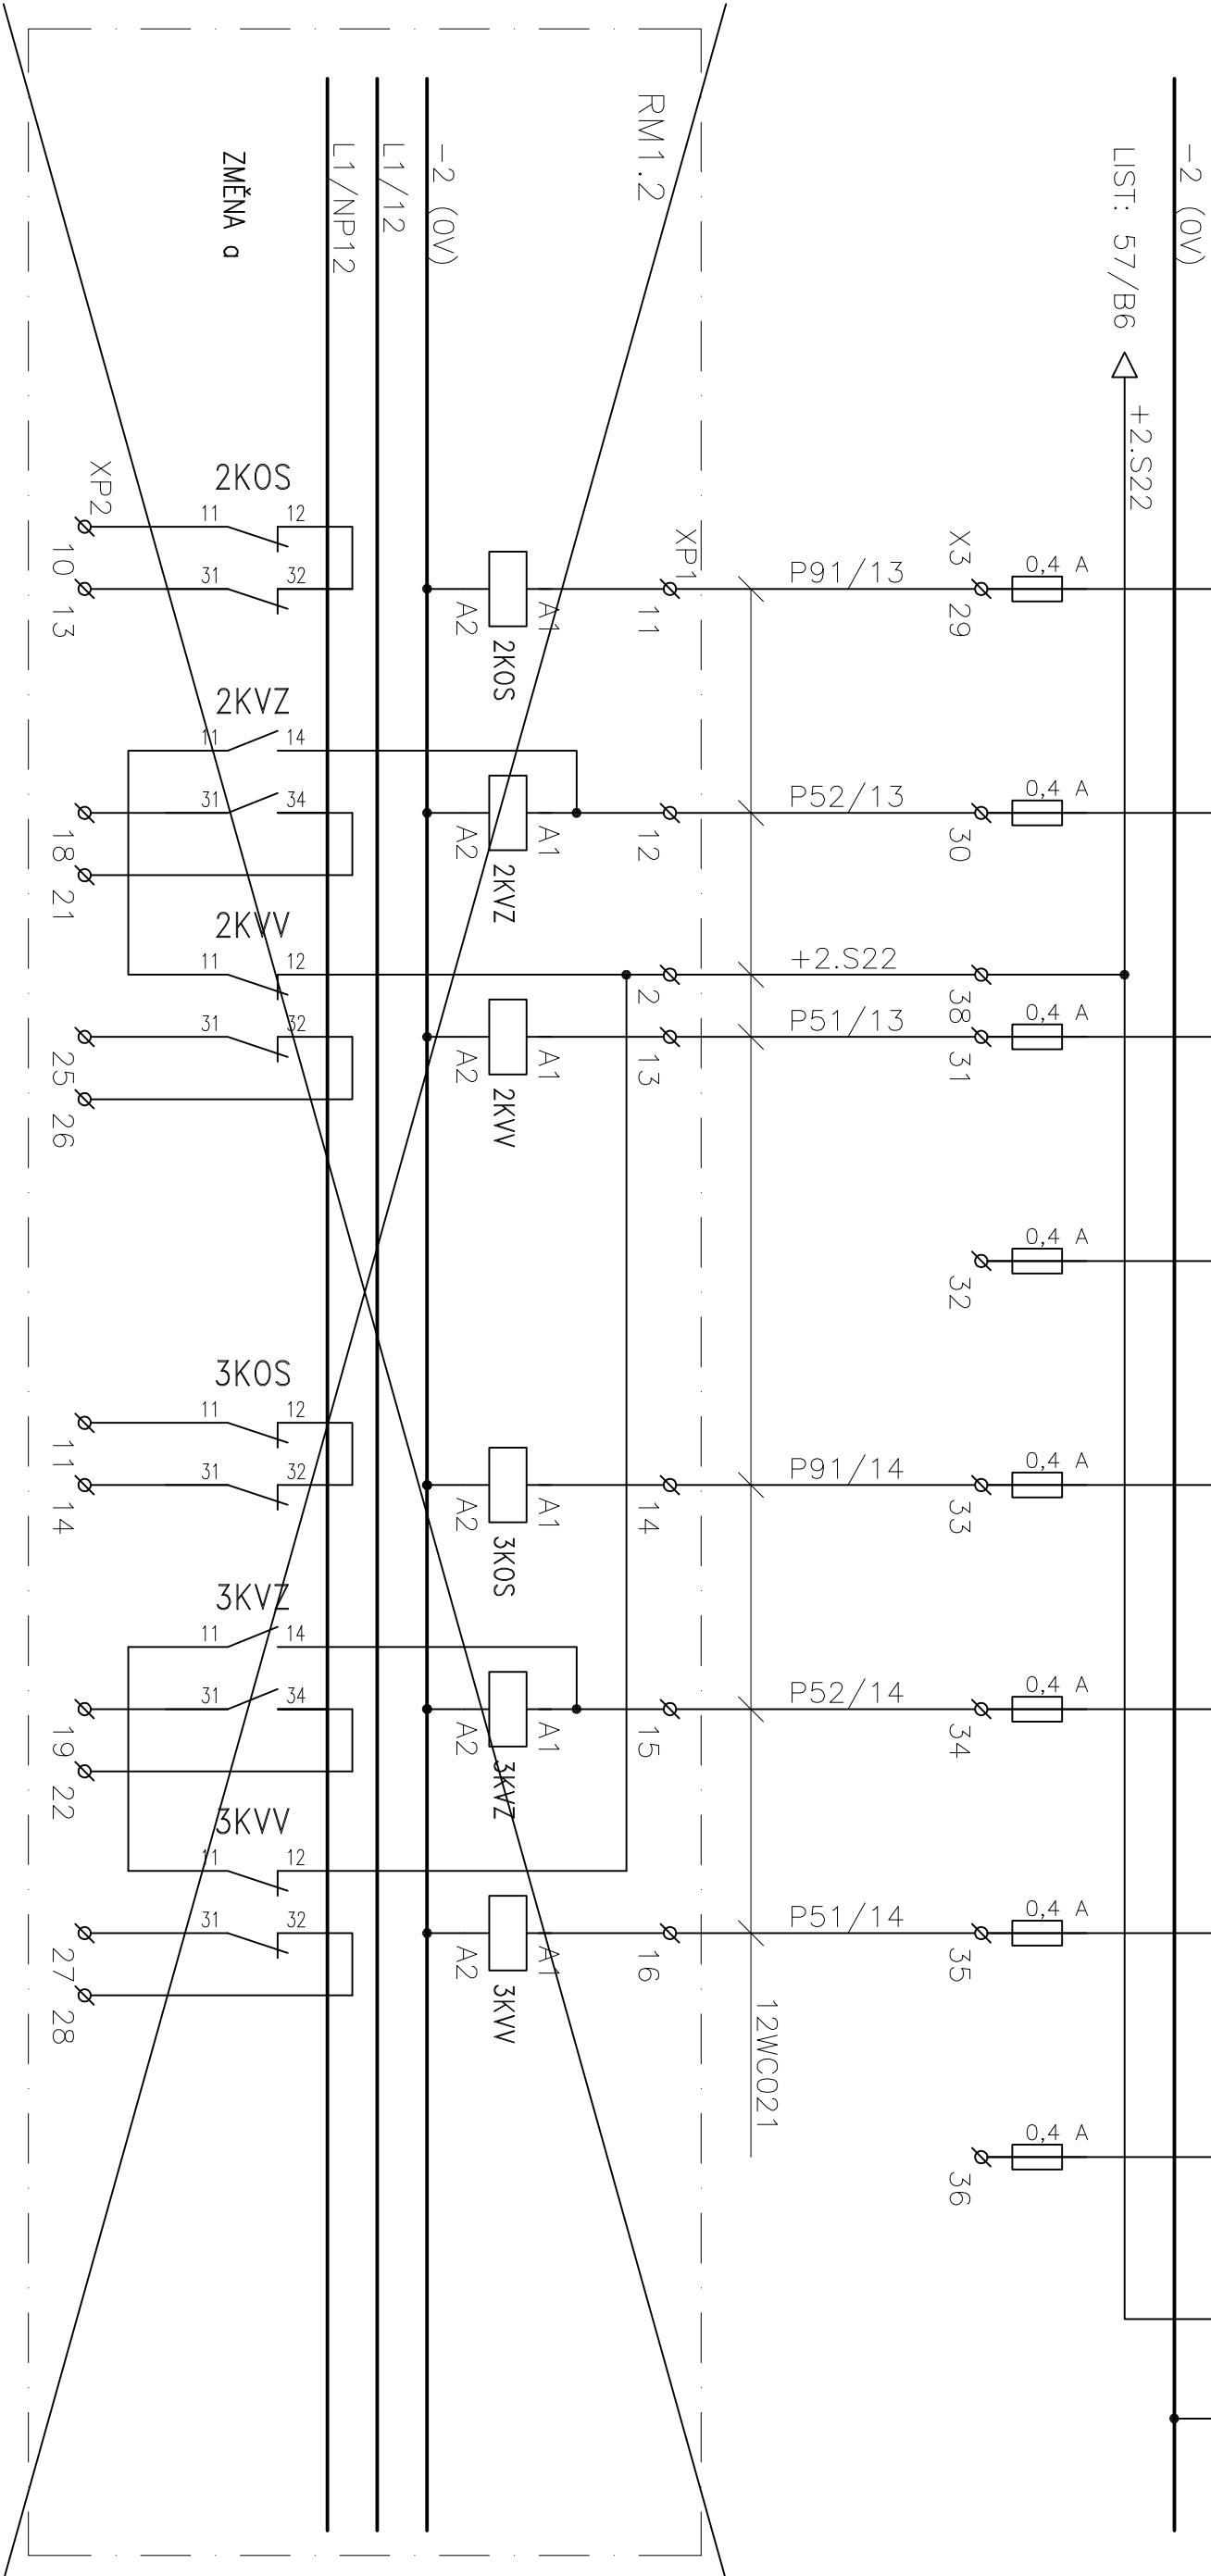 -2 (0V)
LIST: 57/B6
+2.S22
RM1.2
-2 (0V)
L1/12
L1/NP12
ZMĚNA a
X3
0,4 A
29
P91/13
XP1
11
A1
A2
2KOS
2KOS
11
12
31
32
XP2
10
13
0,4 A
30
P52/13
12
A1
A2
2KVZ
2KVZ
11
14
31
34
18
21
38
+2.S22
2
2KVV
11
12
0,4 A
31
P51/13
13
A1
A2
2KVV
31
32
25
26
0,4 A
32
0,4 A
33
P91/14
14
A1
A2
3KOS
3KOS
11
12
31
32
11
14
0,4 A
34
P52/14
15
A1
A2
3KVZ
3KVZ
11
14
31
34
19
22
3KVV
11
12
0,4 A
35
P51/14
16
A1
A2
3KVV
31
32
27
28
12WC021
0,4 A
36